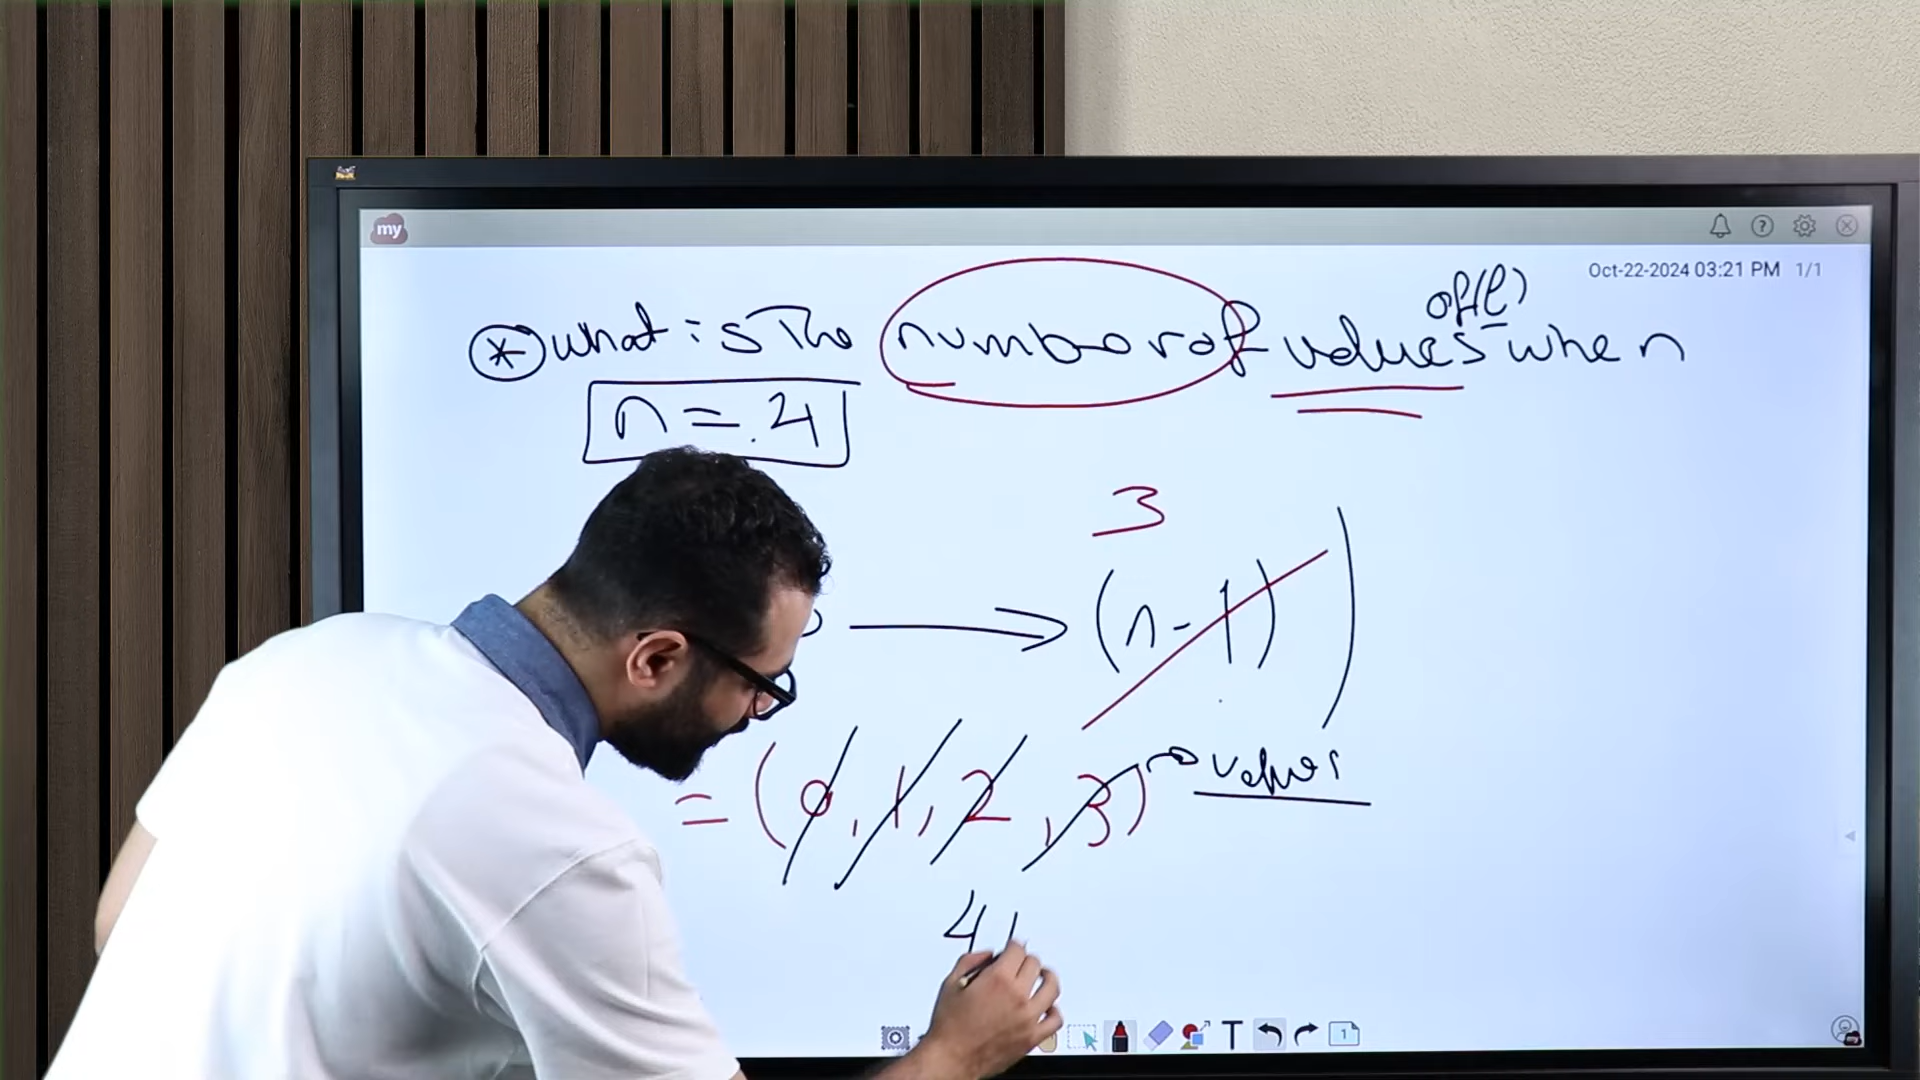 my
Oct-22-2024 03:21 PM 1/1
of(l)
* what is the number of values when
n = 4
3
(n-1))
= (0, 1, 2, 3) values
4
T
1